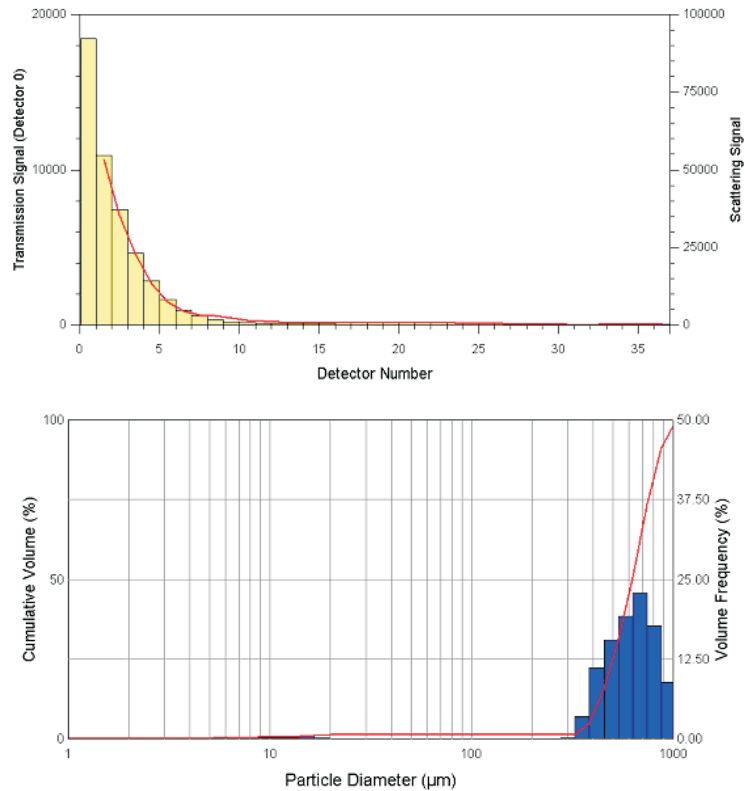 20000
100000
Transmission Signal (Detector 0)
75000
10000
50000
Scattering Signal
25000
0
0
0 5 10 15 20 25 30 35
Detector Number
100
50.00
Cumulative Volume (%)
37.50
50
25.00
Volume Frequency (%)
12.50
0
0.00
1 10 100 1000
Particle Diameter (µm)